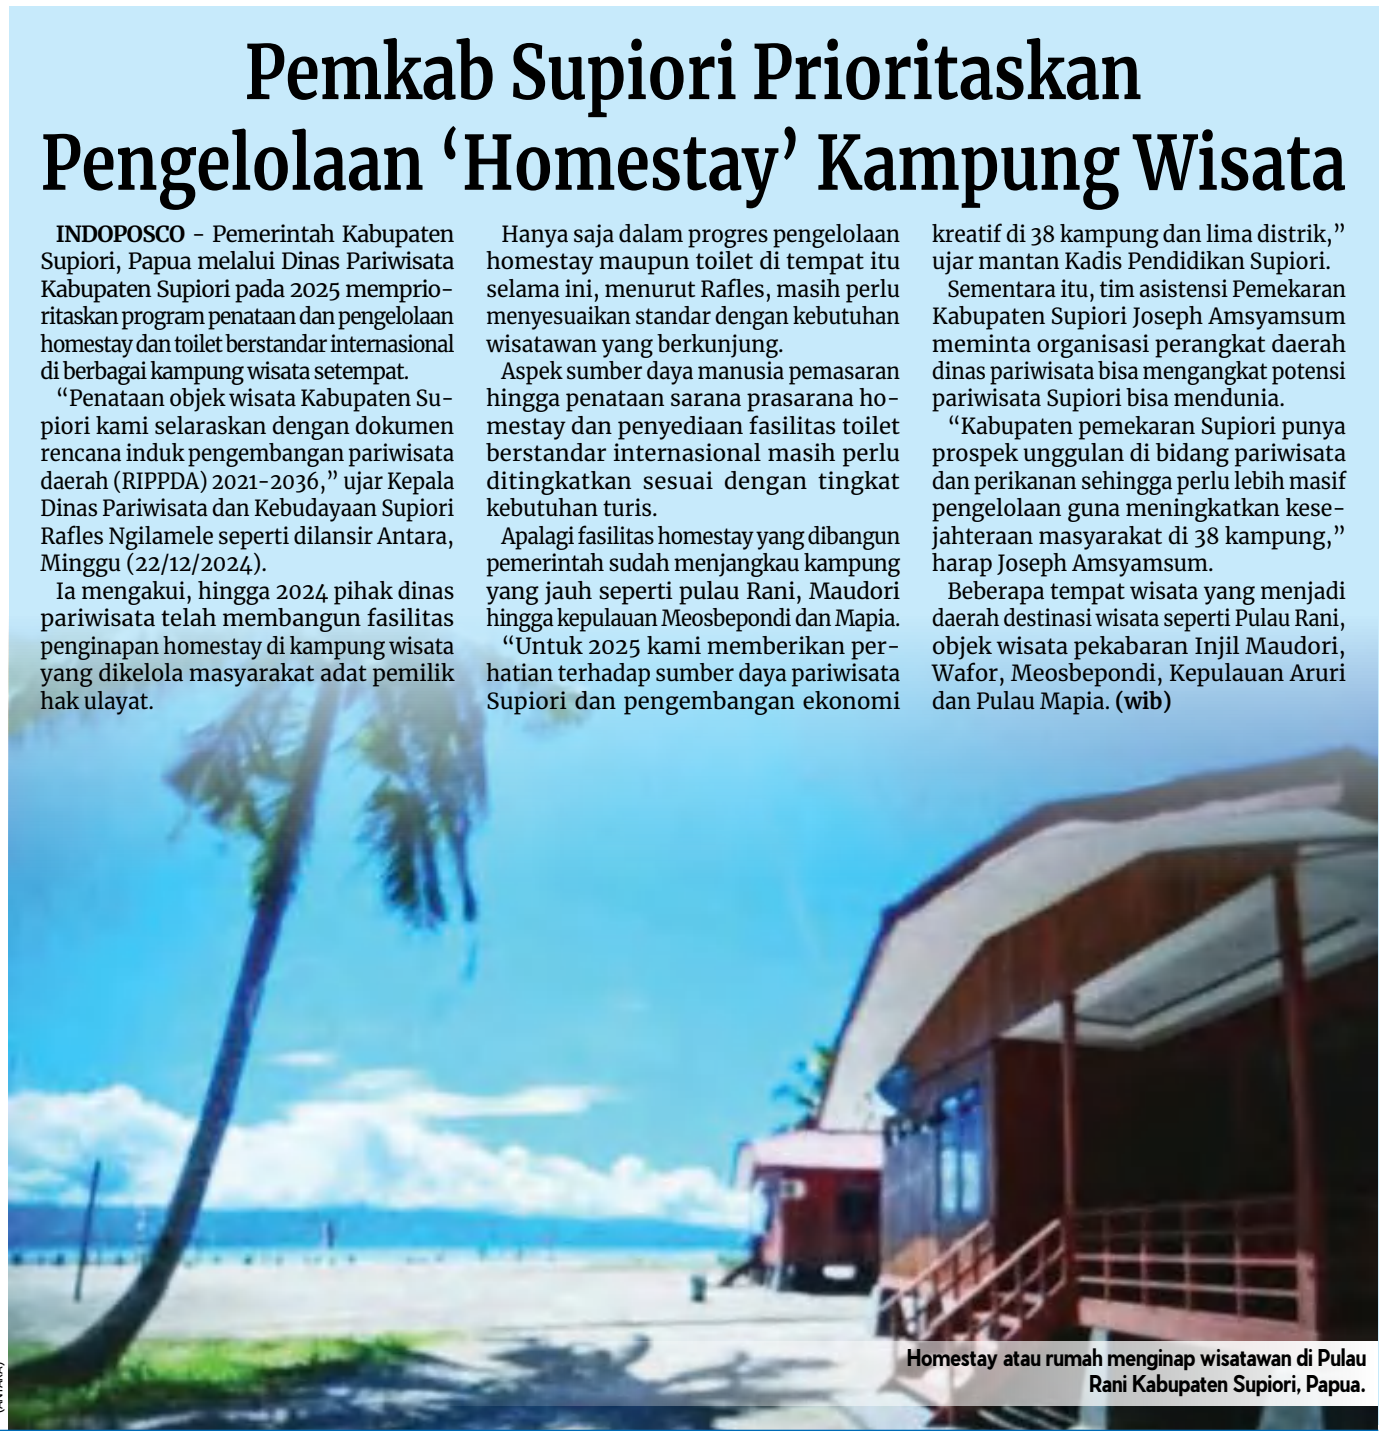 Pemkab Supiori Prioritaskan
Pengelolaan ‘Homestay’ Kampung Wisata
INDOPOSCO - Pemerintah Kabupaten
Supiori, Papua melalui Dinas Pariwisata
Kabupaten Supiori pada 2025 memprio-
ritaskan program penataan dan pengelolaan
homestay dan toilet berstandar internasional
di berbagai kampung wisata setempat.
“Penataan objek wisata Kabupaten Su-
piori kami selaraskan dengan dokumen
rencana induk pengembangan pariwisata
daerah (RIPPDA) 2021-2036,” ujar Kepala
Dinas Pariwisata dan Kebudayaan Supiori
Rafles Ngilamele seperti dilansir Antara,
Minggu (22/12/2024).
Ia mengakui, hingga 2024 pihak dinas
pariwisata telah membangun fasilitas
penginapan homestay di kampung wisata
yang dikelola masyarakat adat pemilik
hak ulayat.
Hanya saja dalam progres pengelolaan
homestay maupun toilet di tempat itu
selama ini, menurut Rafles, masih perlu
menyesuaikan standar dengan kebutuhan
wisatawan yang berkunjung.
Aspek sumber daya manusia pemasaran
hingga penataan sarana prasarana ho-
mestay dan penyediaan fasilitas toilet
berstandar internasional masih perlu
ditingkatkan sesuai dengan tingkat
kebutuhan turis.
Apalagi fasilitas homestay yang dibangun
pemerintah sudah menjangkau kampung
yang jauh seperti pulau Rani, Maudori
hingga kepulauan Meosbepondi dan Mapia.
“Untuk 2025 kami memberikan per-
hatian terhadap sumber daya pariwisata
Supiori dan pengembangan ekonomi
kreatif di 38 kampung dan lima distrik,”
ujar mantan Kadis Pendidikan Supiori.
Sementara itu, tim asistensi Pemekaran
Kabupaten Supiori Joseph Amsyamsum
meminta organisasi perangkat daerah
dinas pariwisata bisa mengangkat potensi
pariwisata Supiori bisa mendunia.
“Kabupaten pemekaran Supiori punya
prospek unggulan di bidang pariwisata
dan perikanan sehingga perlu lebih masif
pengelolaan guna meningkatkan kese-
jahteraan masyarakat di 38 kampung,”
harap Joseph Amsyamsum.
Beberapa tempat wisata yang menjadi
daerah destinasi wisata seperti Pulau Rani,
objek wisata pekabaran Injil Maudori,
Wafor, Meosbepondi, Kepulauan Aruri
dan Pulau Mapia. (wib)
Homestay atau rumah menginap wisatawan di Pulau
Rani Kabupaten Supiori, Papua.